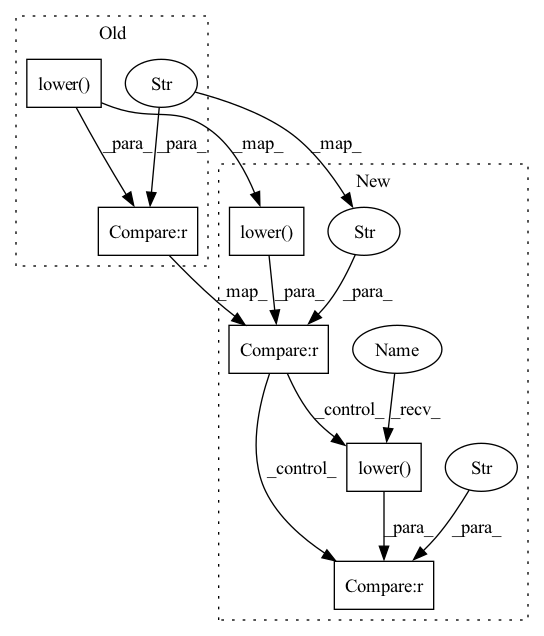 Old
lower()
Str
_para_
_para_
_map_
_map_
New
Compare:r
lower()
Str
_map_
_para_
_para_
Compare:r
Name
_control_
_recv_
_control_
lower()
Str
_para_
_para_
Compare:r